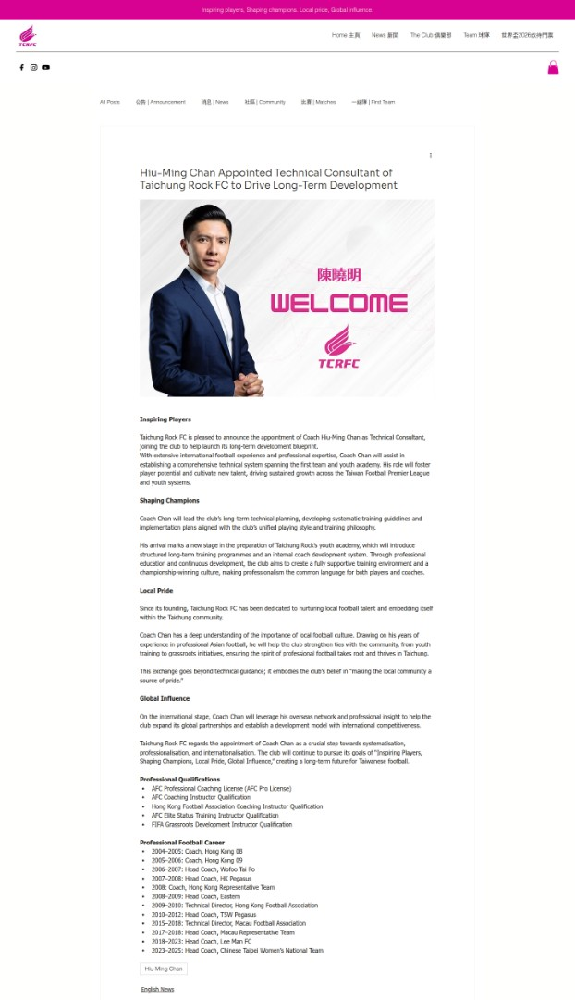 Inspiring players, Shaping champions. Local pride, Global influence.
TCRFC
Home 主頁
News 新聞
The Club 俱樂部
Team 球隊
世界盃2026款待門票
All Posts
公告 | Announcement
消息 | News
社區 | Community
比賽 | Matches
一線隊 | First Team
Hiu-Ming Chan Appointed Technical Consultant of
Taichung Rock FC to Drive Long-Term Development
陳曉明
WELCOME
TCRFC
Inspiring Players
Taichung Rock FC is pleased to announce the appointment of Coach Hiu-Ming Chan as Technical Consultant,
joining the club to help launch its long-term development blueprint.
With extensive international football experience and professional expertise, Coach Chan will assist in
establishing a comprehensive technical system spanning the first team and youth academy. His role will foster
player potential and cultivate new talent, driving sustained growth across the Taiwan Football Premier League
and youth systems.
Shaping Champions
Coach Chan will lead the club's long-term technical planning, developing systematic training guidelines and
implementation plans aligned with the club's unified playing style and training philosophy.
His arrival marks a new stage in the preparation of Taichung Rock's youth academy, which will introduce
structured long-term training programmes and an internal coach development system. Through professional
education and continuous development, the club aims to create a fully supportive training environment and a
championship-winning culture, making professionalism the common language for both players and coaches.
Local Pride
Since its founding, Taichung Rock FC has been dedicated to nurturing local football talent and embedding itself
within the Taichung community.
Coach Chan has a deep understanding of the importance of local football culture. Drawing on his years of
experience in professional Asian football, he will help the club strengthen ties with the community, from youth
training to grassroots initiatives, ensuring the spirit of professional football takes root and thrives in Taichung.
This exchange goes beyond technical guidance; it embodies the club's belief in "making the local community a
source of pride."
Global Influence
On the international stage, Coach Chan will leverage his overseas network and professional insight to help the
club expand its global partnerships and establish a development model with international competitiveness.
Taichung Rock FC regards the appointment of Coach Chan as a crucial step towards systematisation,
professionalisation, and internationalisation. The club will continue to pursue its goals of "Inspiring Players,
Shaping Champions, Local Pride, Global Influence," creating a long-term future for Taiwanese football.
Professional Qualifications
• AFC Professional Coaching License (AFC Pro License)
• AFC Coaching Instructor Qualification
• Hong Kong Football Association Coaching Instructor Qualification
• AFC Elite Status Training Instructor Qualification
• FIFA Grassroots Development Instructor Qualification
Professional Football Career
• 2004–2005: Coach, Hong Kong 08
• 2005–2006: Coach, Hong Kong 09
• 2006–2007: Head Coach, Wofoo Tai Po
• 2007–2008: Head Coach, HK Pegasus
• 2008: Coach, Hong Kong Representative Team
• 2008–2009: Head Coach, Eastern
• 2009–2010: Technical Director, Hong Kong Football Association
• 2010–2012: Head Coach, TSW Pegasus
• 2015–2018: Technical Director, Macau Football Association
• 2017–2018: Head Coach, Macau Representative Team
• 2018–2023: Head Coach, Lee Man FC
• 2023–2025: Head Coach, Chinese Taipei Women's National Team
Hiu-Ming Chan
English News